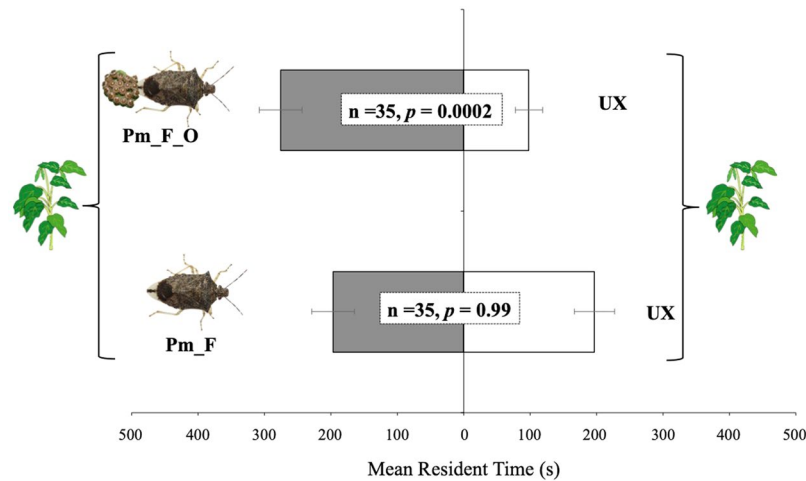 n =35, p = 0.0002
UX
Pm_F_O
n =35, p = 0.99
UX
Pm_F
500 400 300 200 100 0 100 200 300 400 500
Mean Resident Time (s)